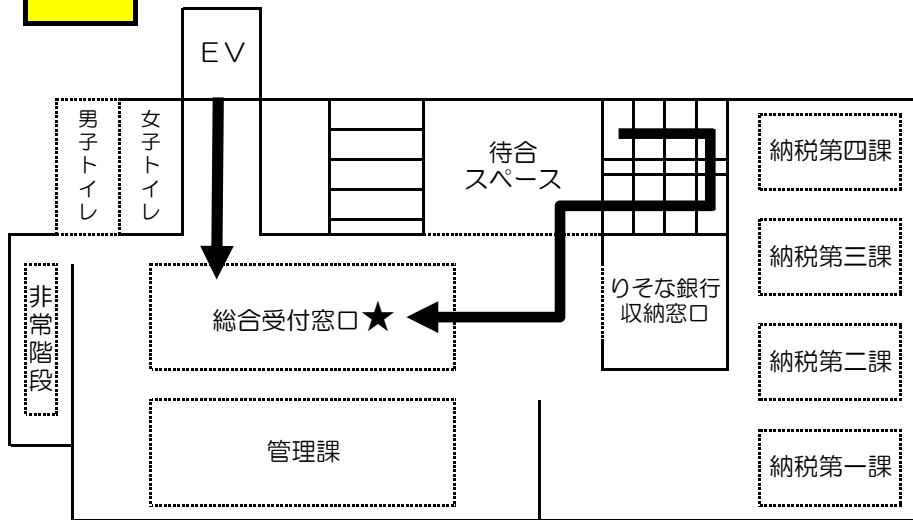 EV
男子トイレ
女子トイレ
待合
スペース
納税第四課
納税第三課
りそな銀行
収納窓口
非常階段
総合受付窓口★
納税第二課
管理課
納税第一課